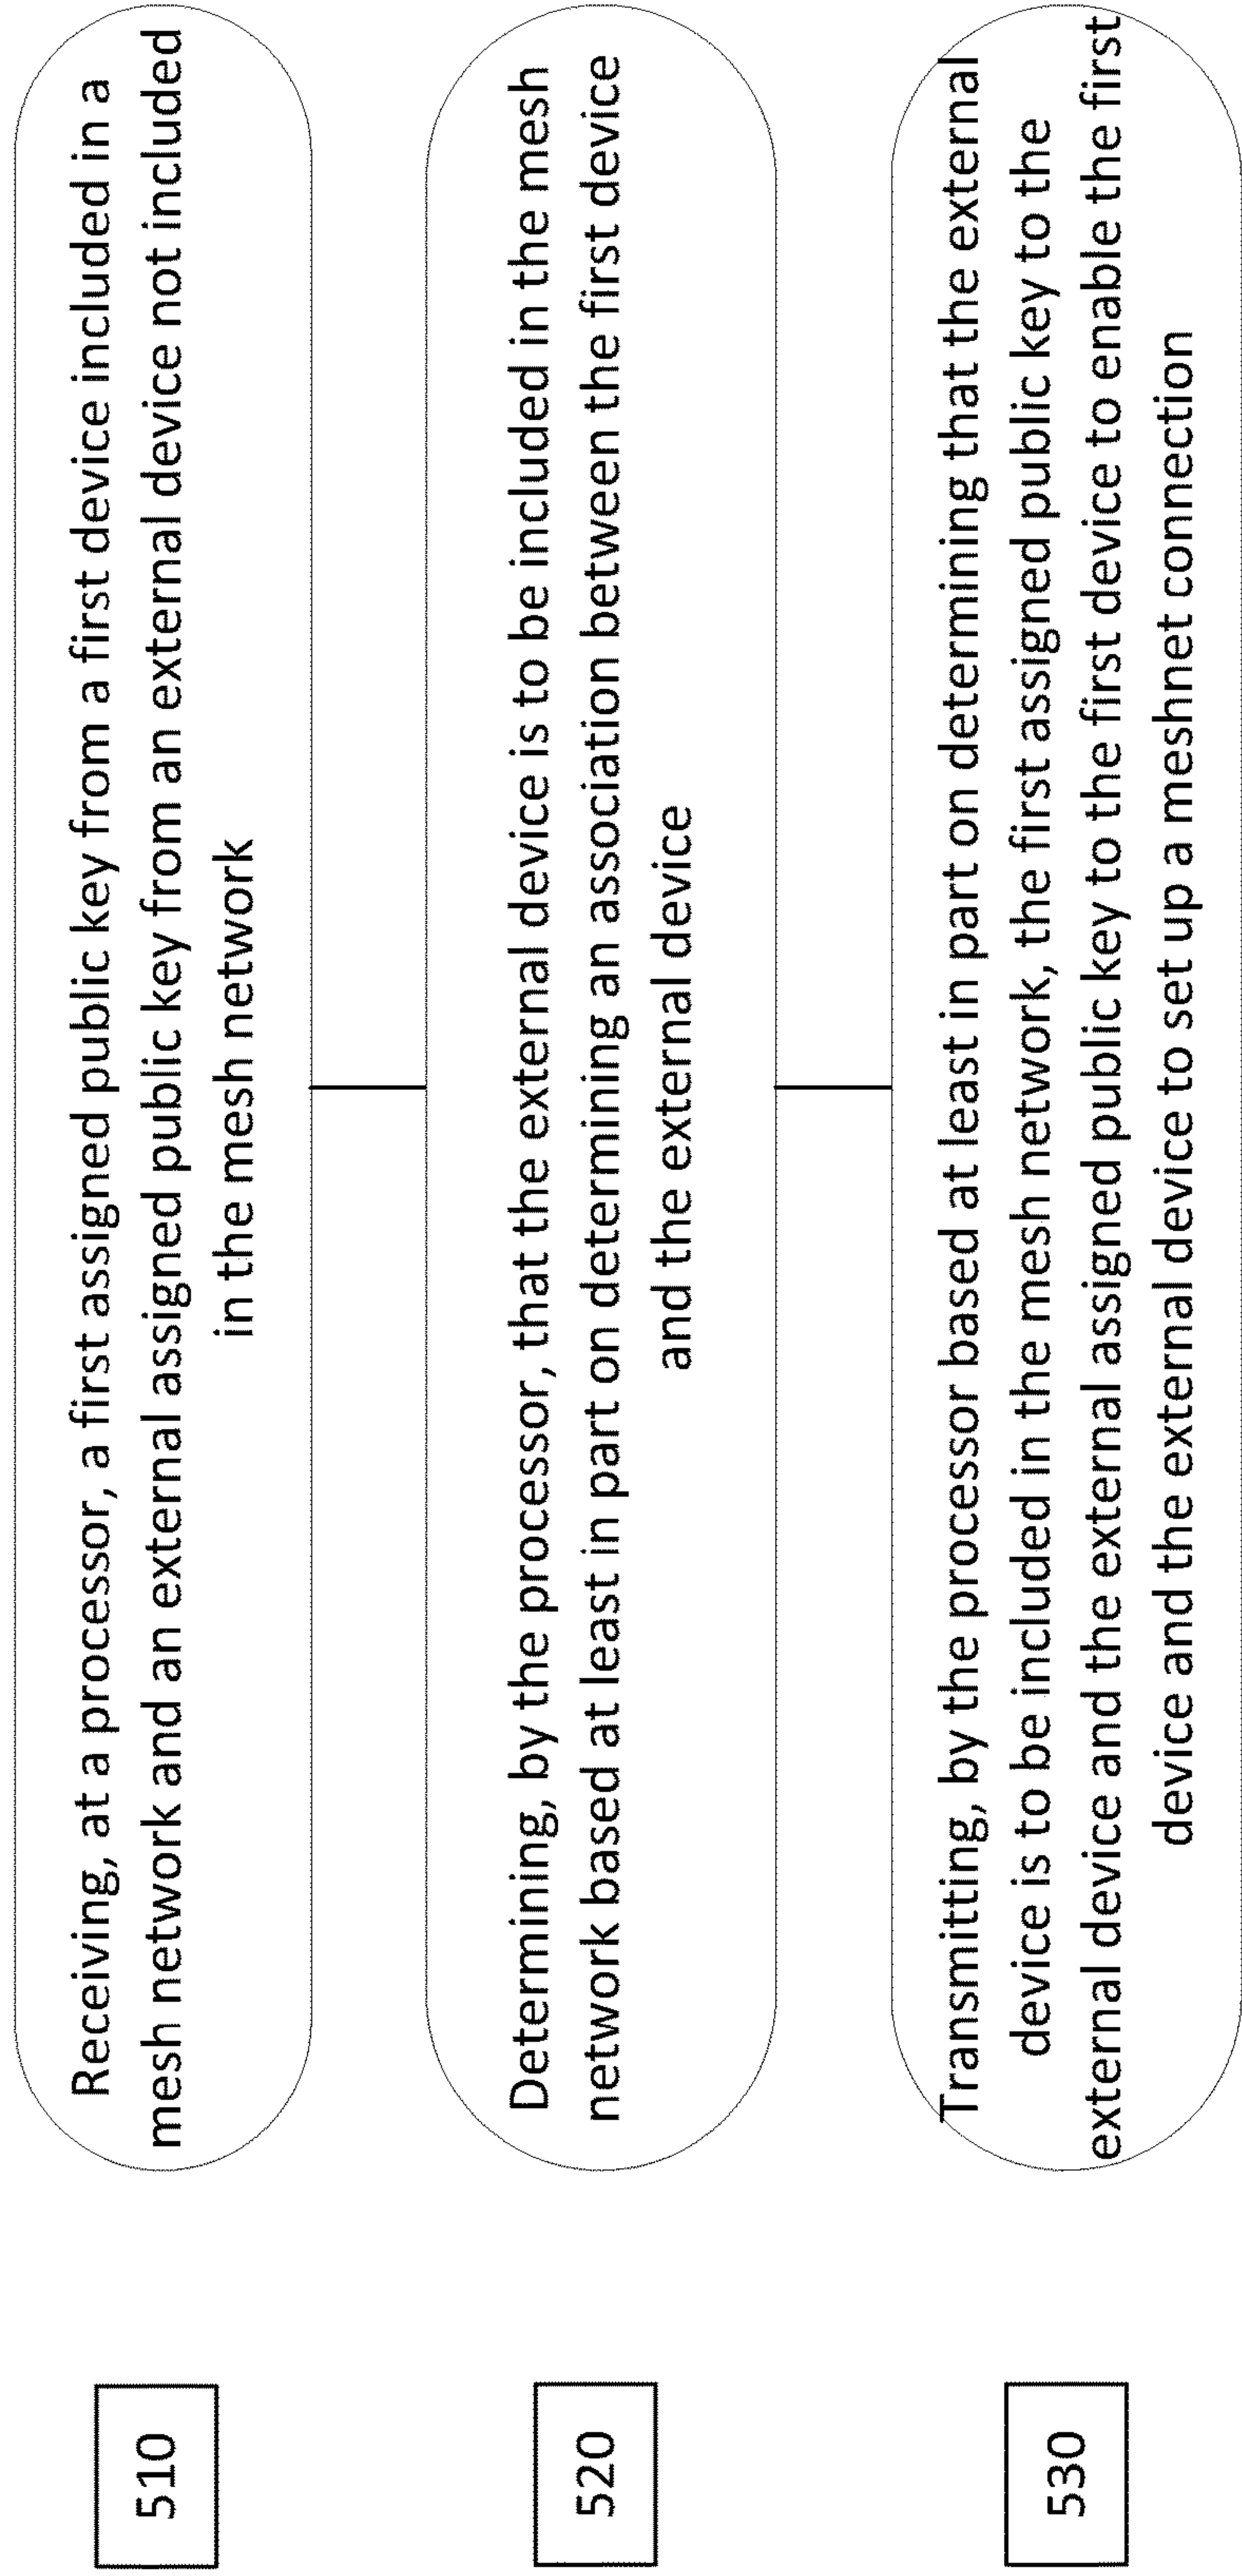 510
Receiving, at a processor, a first assigned public key from a first device included in a
mesh network and an external assigned public key from an external device not included
in the mesh network
520
Determining, by the processor, that the external device is to be included in the mesh
network based at least in part on determining an association between the first device
and the external device
530
Transmitting, by the processor based at least in part on determining that the external
device is to be included in the mesh network, the first assigned public key to the
external device and the external assigned public key to the first device to enable the first
device and the external device to set up a meshnet connection